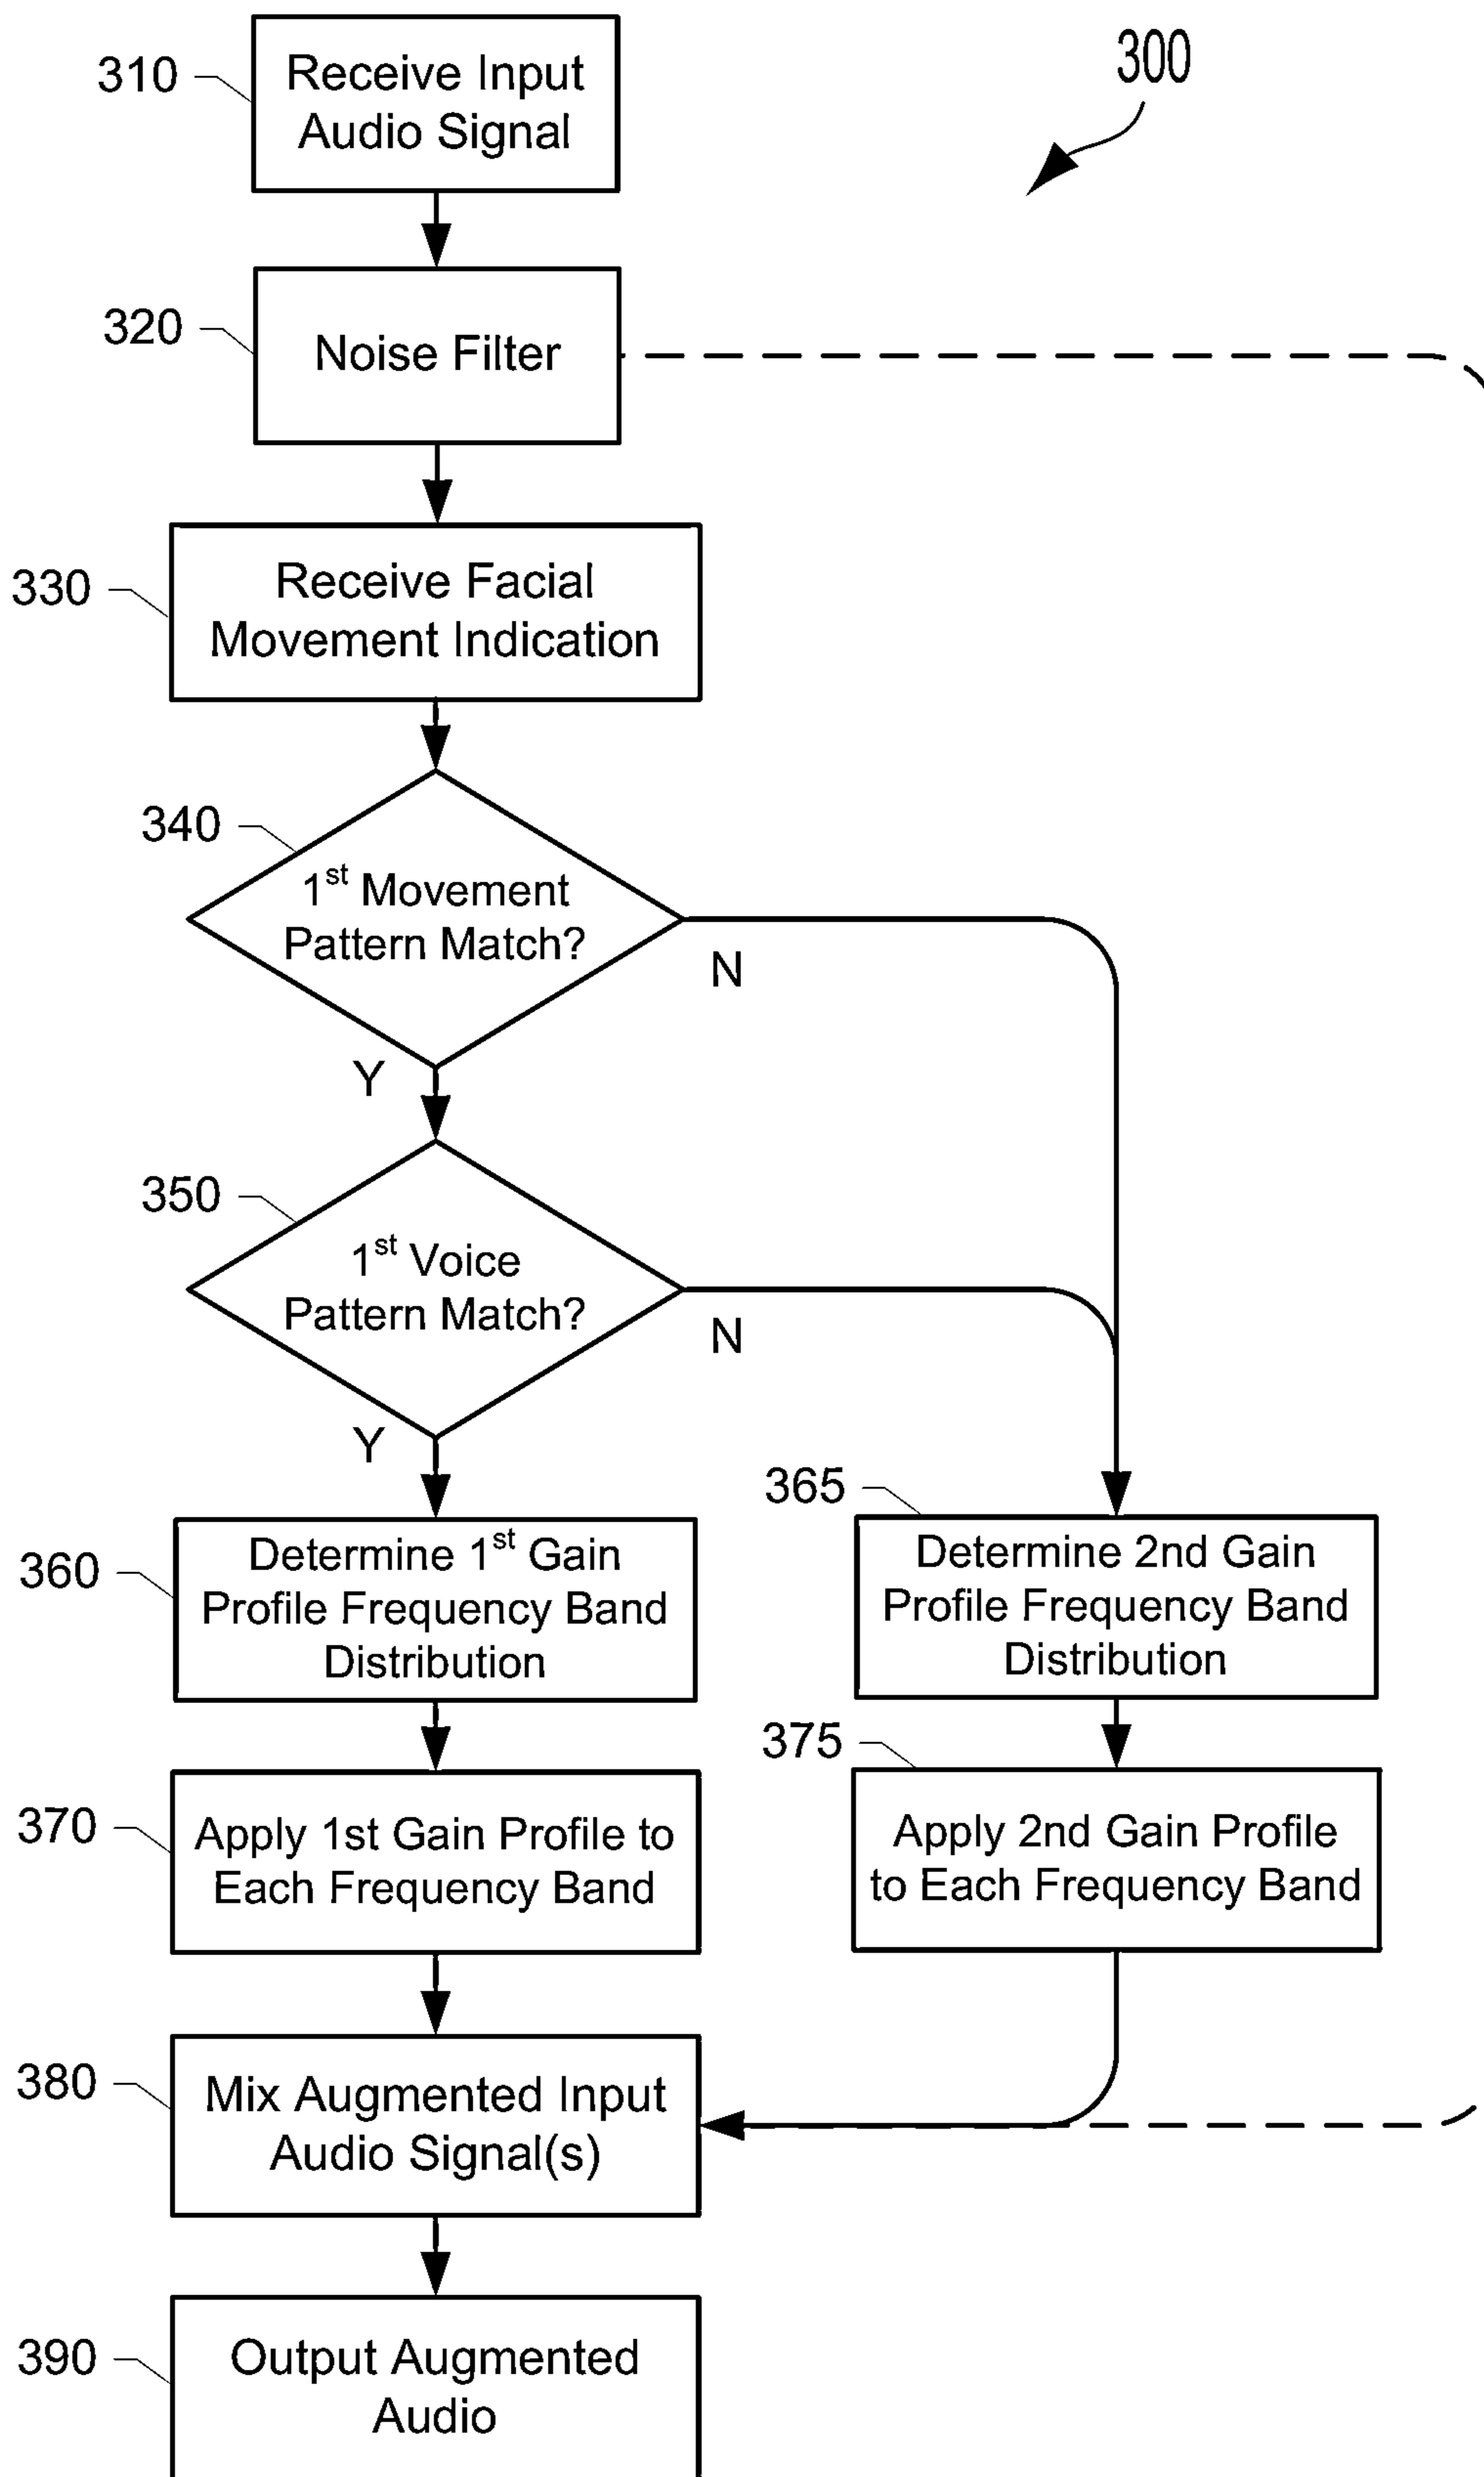 300
310
Receive Input
Audio Signal
320
Noise Filter
330
Receive Facial
Movement Indication
340
1st Movement
Pattern Match?
N
Y
350
1st Voice
Pattern Match?
N
Y
360
Determine 1st Gain
Profile Frequency Band
Distribution
365
Determine 2nd Gain
Profile Frequency Band
Distribution
370
Apply 1st Gain Profile to
Each Frequency Band
375
Apply 2nd Gain Profile
to Each Frequency Band
380
Mix Augmented Input
Audio Signal(s)
390
Output Augmented
Audio